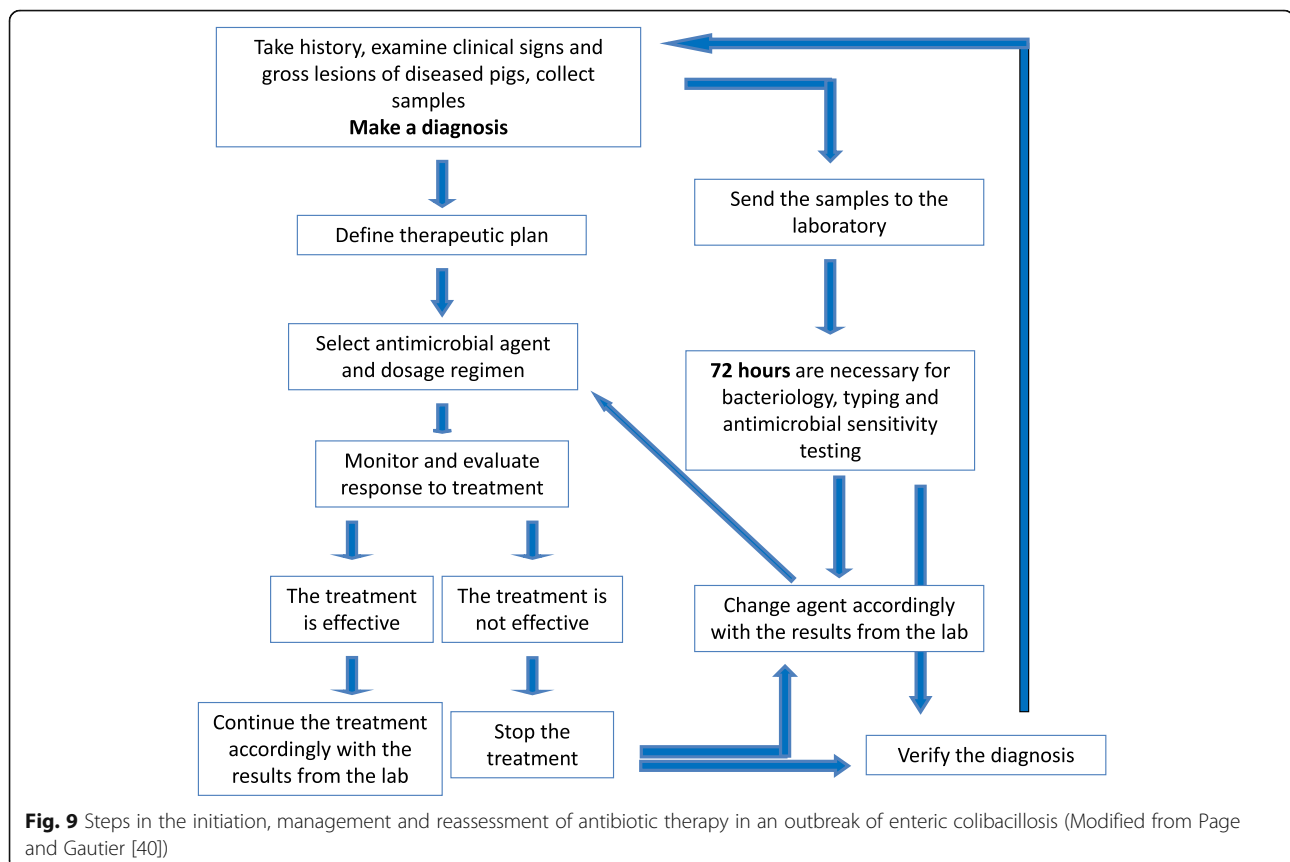 Take history, examine clinical signs and
gross lesions of diseased pigs, collect
samples
Make a diagnosis
Send the samples to the
laboratory
Define therapeutic plan
Select antimicrobial agent
and dosage regimen
72 hours are necessary for
bacteriology, typing and
antimicrobial sensitivity
testing
Monitor and evaluate
response to treatment
The treatment
is effective
The treatment is
not effective
Change agent accordingly
with the results from the lab
Continue the treatment
accordingly with the
results from the lab
Stop the
treatment
Verify the diagnosis
Fig. 9 Steps in the initiation, management and reassessment of antibiotic therapy in an outbreak of enteric colibacillosis (Modified from Page
and Gautier [40])